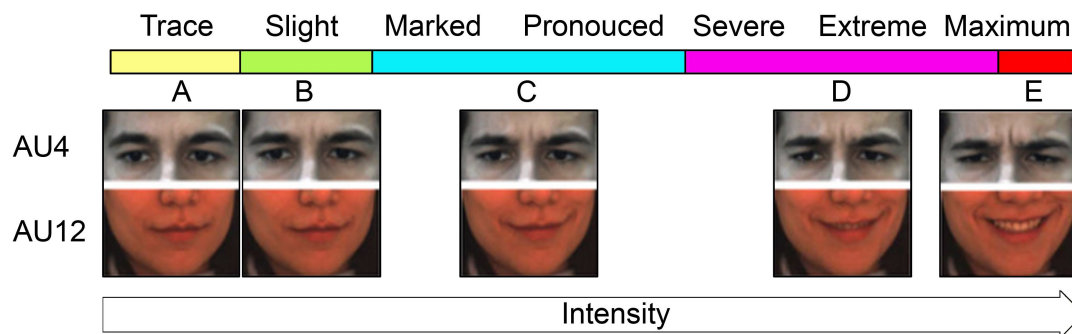 Trace Slight Marked Pronouced Severe Extreme Maximum
A B C D E
AU4
AU12
Intensity